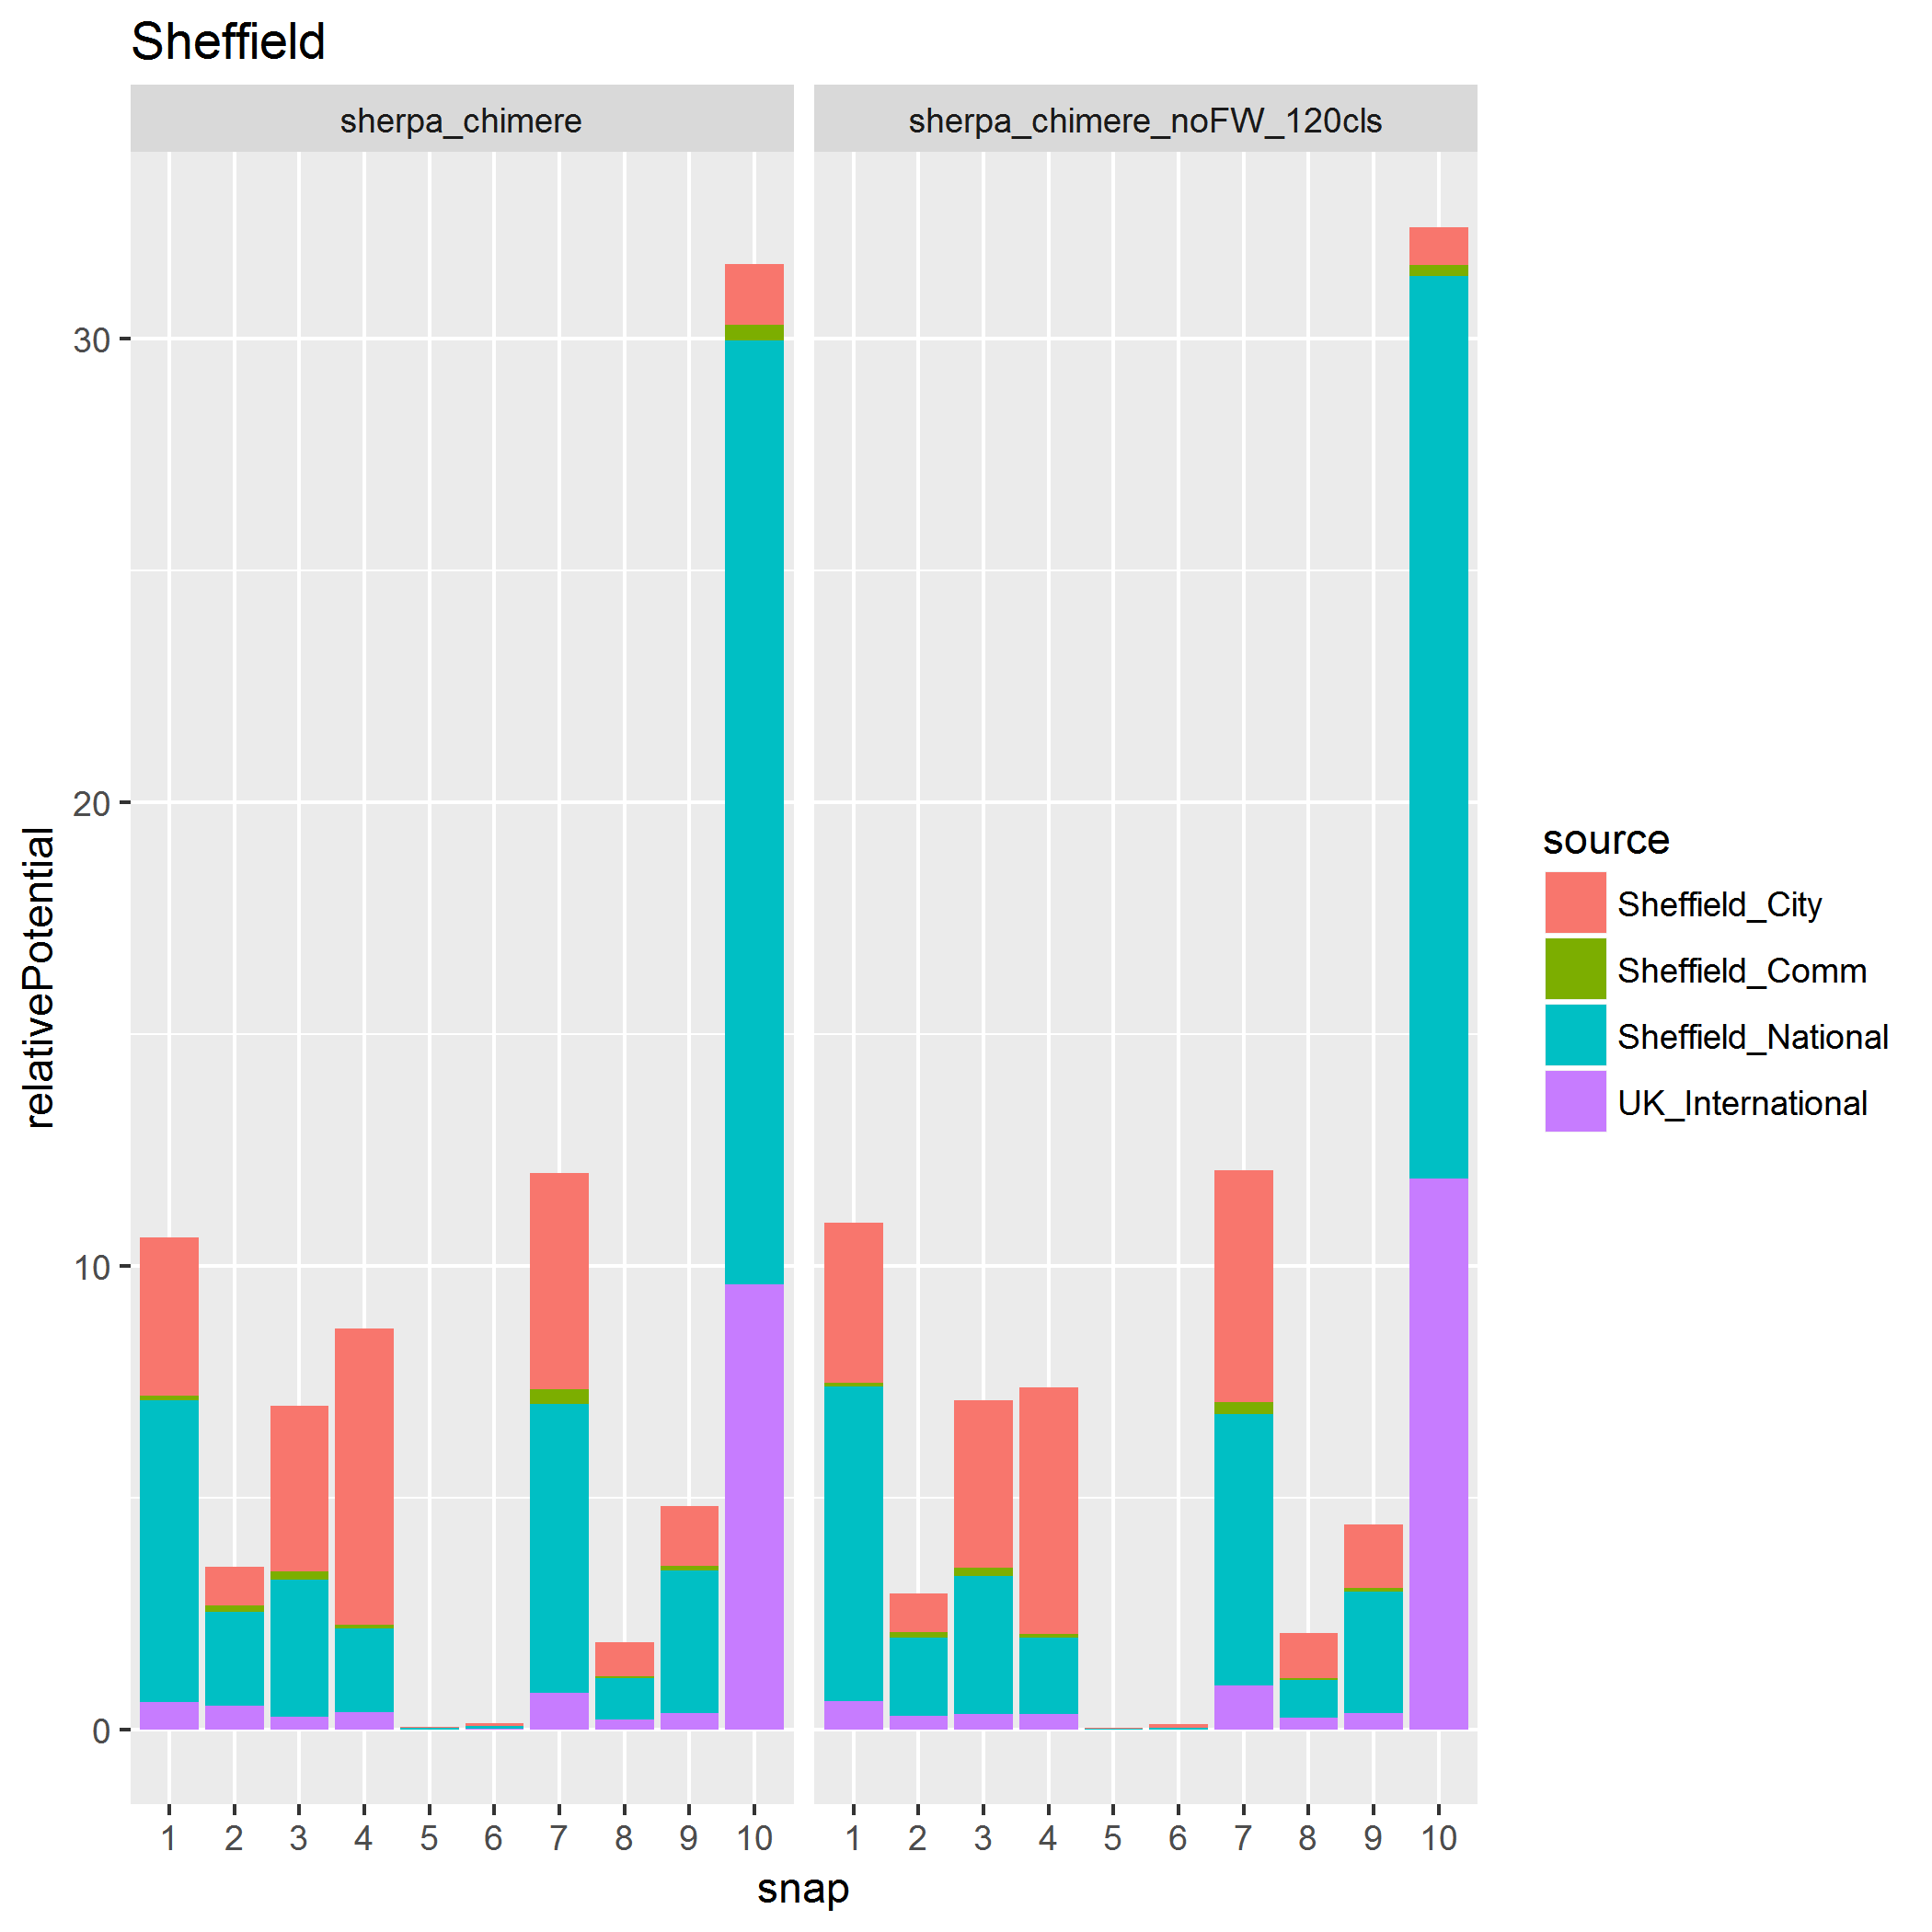 Sheffield
sherpa_chimere
sherpa_chimere_noFW_120cls
30
20
10
0
relativePotential
1 2 3 4 5 6 7 8 9 10
1 2 3 4 5 6 7 8 9 10
snap
source
Sheffield_City
Sheffield_Comm
Sheffield_National
UK_International